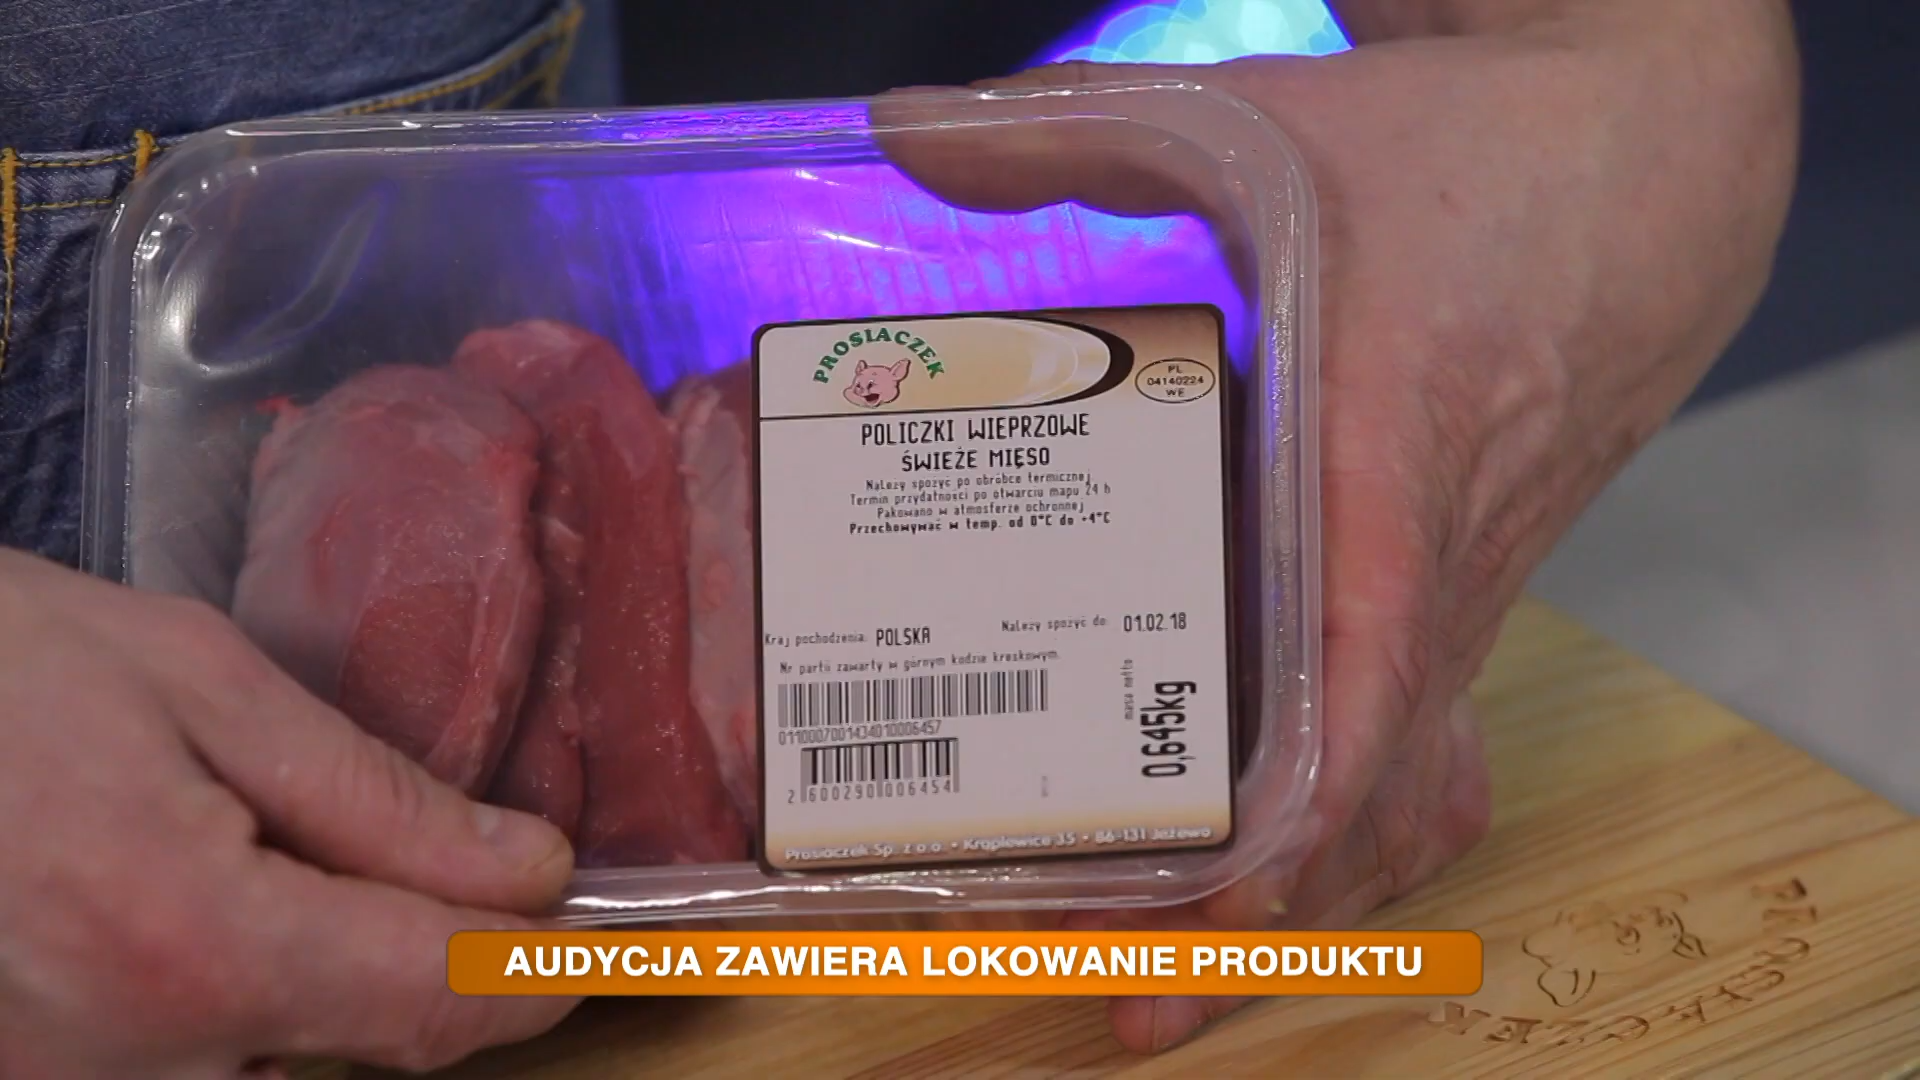 PROSIACZEK
PL
04140224
WE
POLICZKI WIEPRZOWE
ŚWIEŻE MIĘSO
Należy spożyć po obróbce termicznej
Termin przydatności po otwarciu mapu 24 h
Pakowano w atmosferze ochronnej
Przechowywać w temp. od 0°C do +4°C
Kraj pochodzenia: POLSKA
Należy spożyć do: 01.02.18
Nr partii zawarty w górnym kodzie kreskowym.
masa netto
0,645kg
0110007001434010006457
2 600290 006454
Prosiaczek Sp. z o.o. • Krąplewice 35 • 86-131 Jeżewo
AUDYCJA ZAWIERA LOKOWANIE PRODUKTU
PROSIACZEK